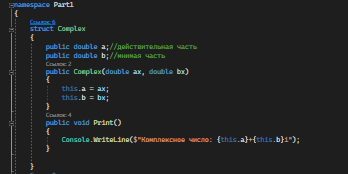 namespace Part1
{
Ссылок: 6
struct Complex
{
public double a;//действительная часть
public double b;//мнимая часть
Ссылок: 2
public Complex(double ax, double bx)
{
this.a = ax;
this.b = bx;
}
Ссылок: 4
public void Print()
{
Console.WriteLine($"Комплексное число: {this.a}+{this.b}i");
}
}